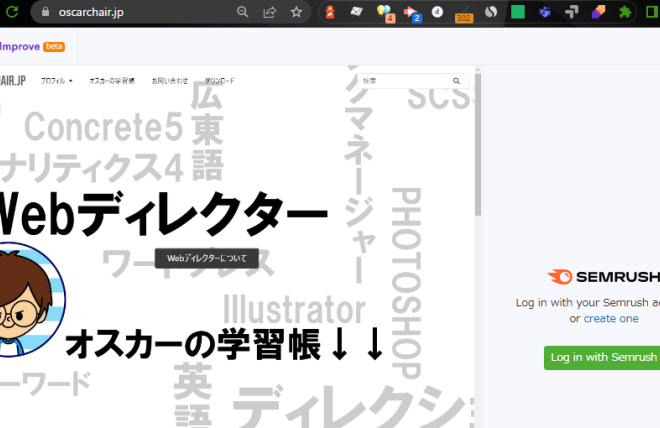 oscarchair.jp
4
2
302
Improve beta
HAIR.JP
プロフィル
オスカーの学習帳
お問い合わせ
ダウンロード
検索
広東語
グマネージャー
SCS
Concrete5
ナリティクス4
Webディレクター
PHOTOSHOP
ワードプレス
Webディレクターについて
Illustrator
オスカーの学習帳↓↓
ーワード
英語
ディレクシ
SEMRUSH
Log in with your Semrush a
or create one
Log in with Semrush